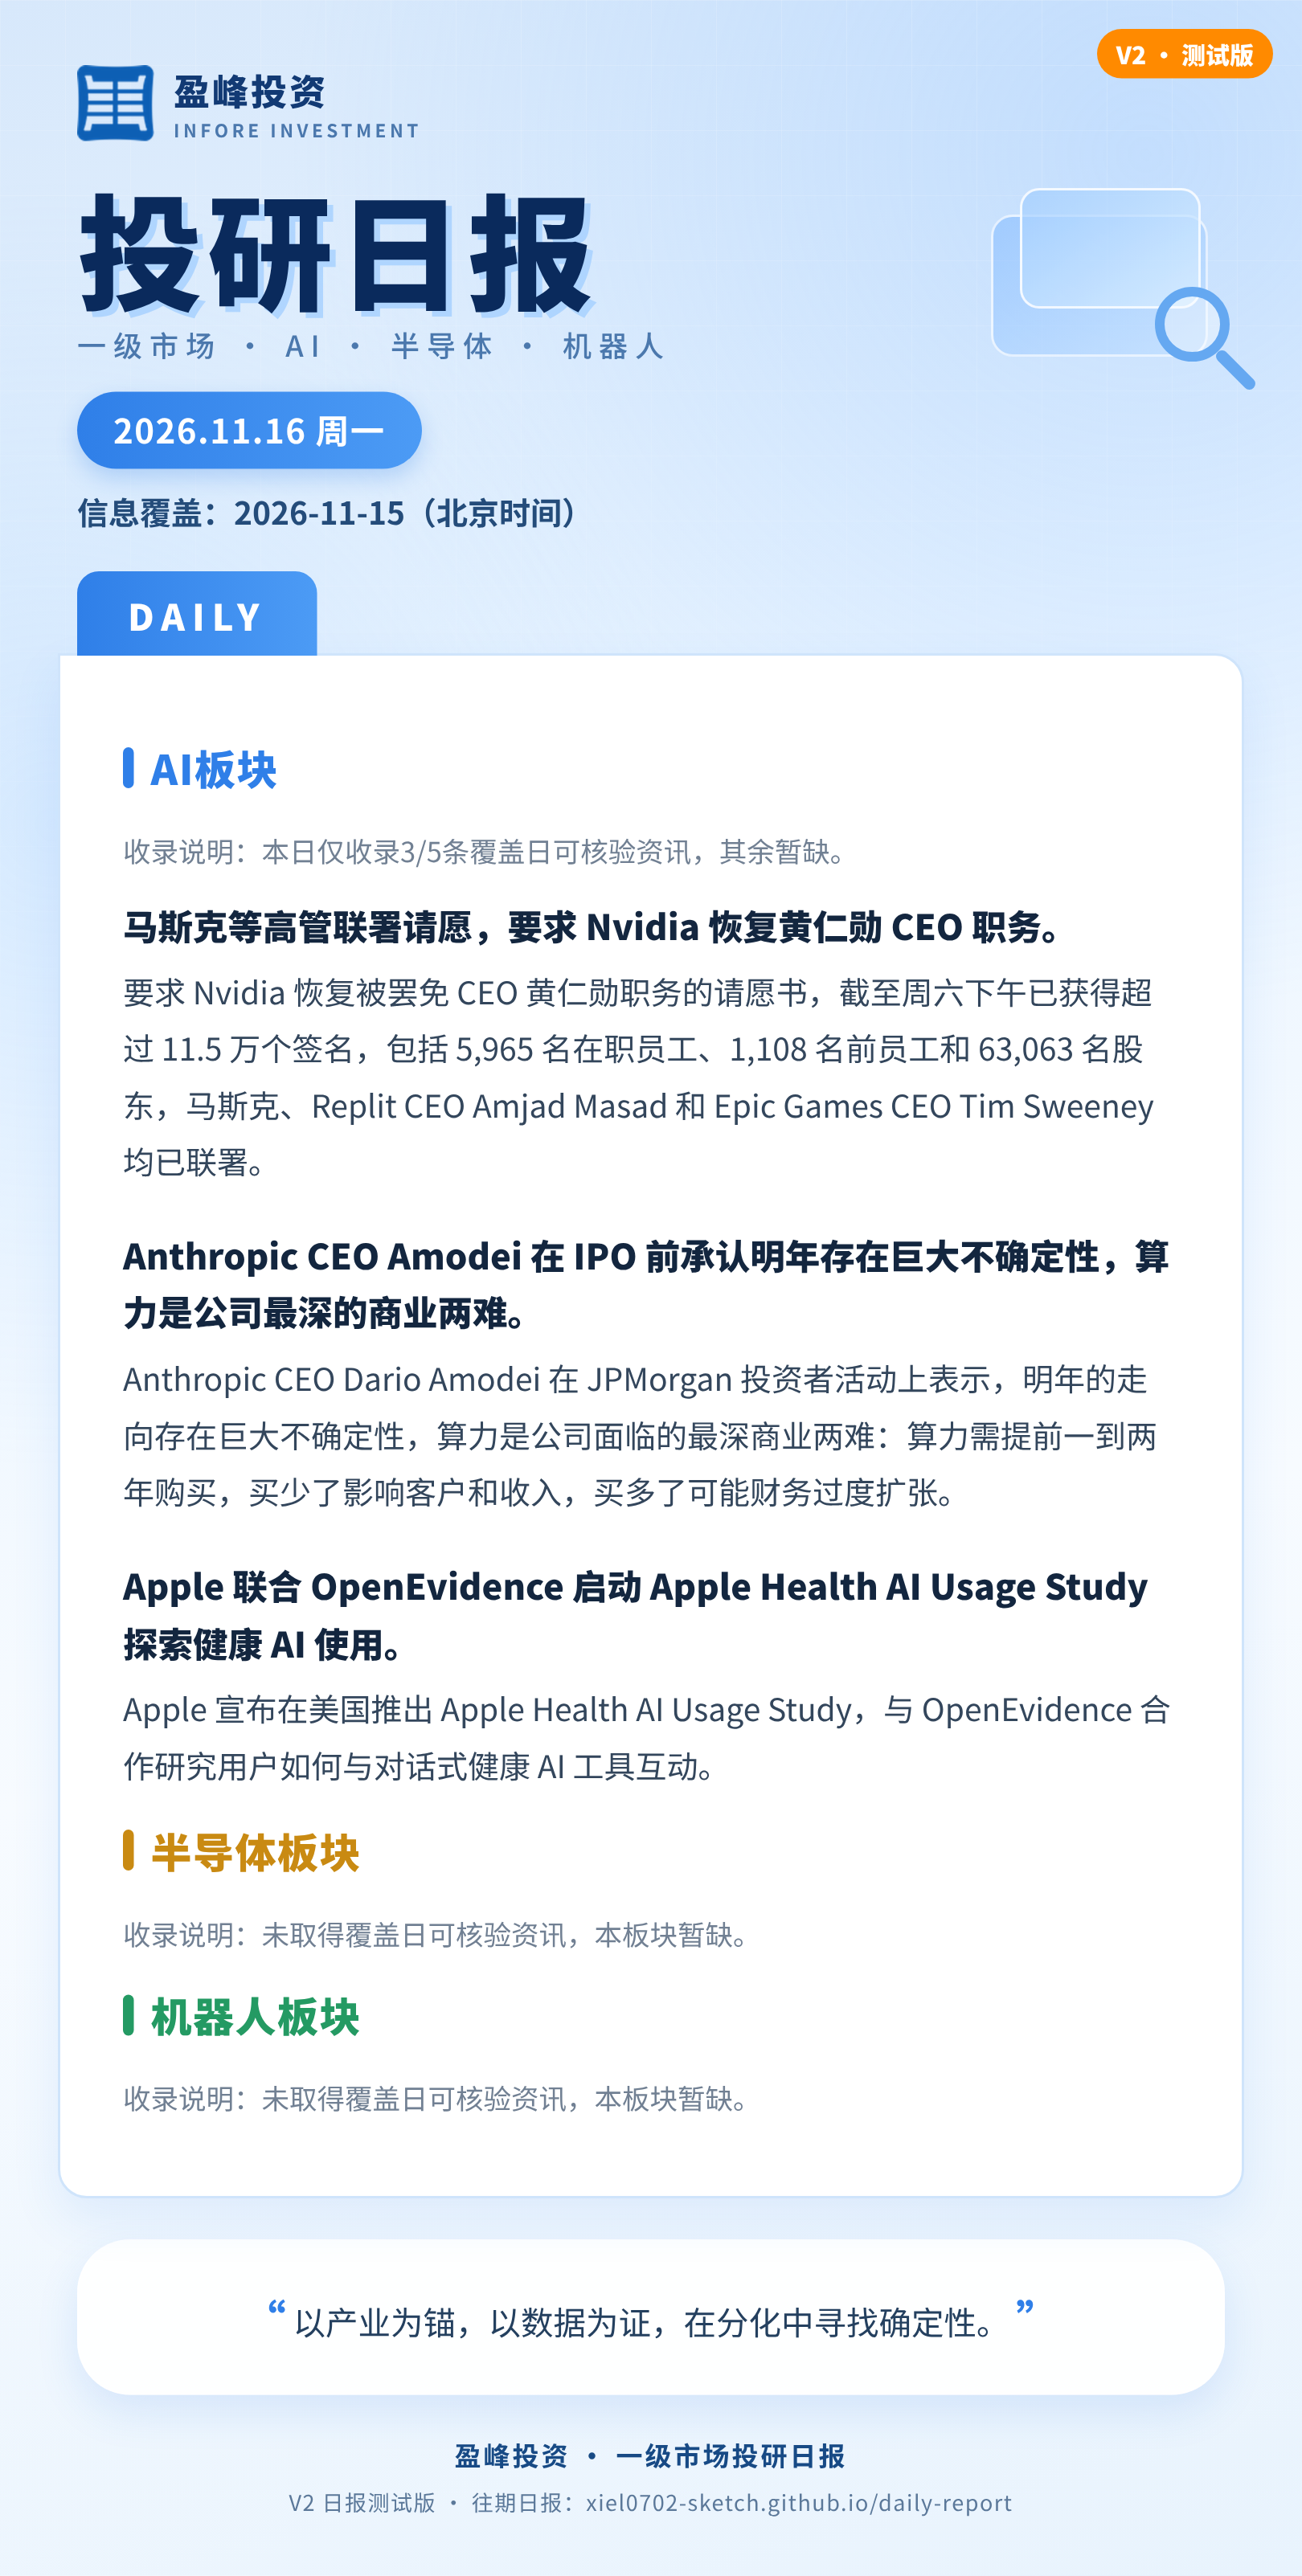 V2 • 测试版
盈峰投资
INFORE INVESTMENT
投研日报
一级市场 • AI • 半导体 • 机器人
2026.11.16 周一
信息覆盖：2026-11-15（北京时间）
DAILY
AI板块
收录说明：本日仅收录3/5条覆盖日可核验资讯，其余暂缺。
马斯克等高管联署请愿，要求 Nvidia 恢复黄仁勋 CEO 职务。
要求 Nvidia 恢复被罢免 CEO 黄仁勋职务的请愿书，截至周六下午已获得超
过 11.5 万个签名，包括 5,965 名在职员工、1,108 名前员工和 63,063 名股
东，马斯克、Replit CEO Amjad Masad 和 Epic Games CEO Tim Sweeney
均已联署。
Anthropic CEO Amodei 在 IPO 前承认明年存在巨大不确定性，算
力是公司最深的商业两难。
Anthropic CEO Dario Amodei 在 JPMorgan 投资者活动上表示，明年的走
向存在巨大不确定性，算力是公司面临的最深商业两难：算力需提前一到两
年购买，买少了影响客户和收入，买多了可能财务过度扩张。
Apple 联合 OpenEvidence 启动 Apple Health AI Usage Study
探索健康 AI 使用。
Apple 宣布在美国推出 Apple Health AI Usage Study，与 OpenEvidence 合
作研究用户如何与对话式健康 AI 工具互动。
半导体板块
收录说明：未取得覆盖日可核验资讯，本板块暂缺。
机器人板块
收录说明：未取得覆盖日可核验资讯，本板块暂缺。
“以产业为锚，以数据为证，在分化中寻找确定性。”
盈峰投资 • 一级市场投研日报
V2 日报测试版 • 往期日报：xiel0702-sketch.github.io/daily-report